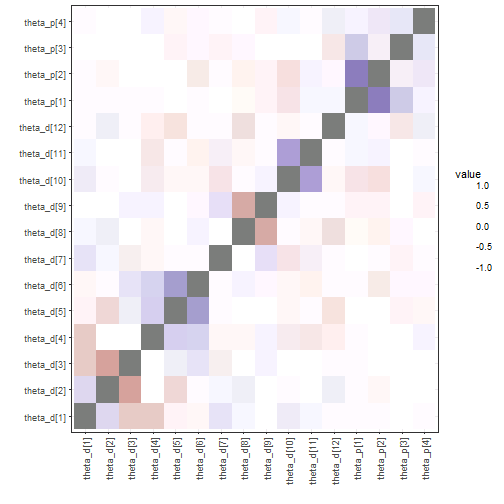 theta_p[4]
theta_p[3]
theta_p[2]
theta_p[1]
theta_d[12]
theta_d[11]
theta_d[10]
theta_d[9]
theta_d[8]
theta_d[7]
theta_d[6]
theta_d[5]
theta_d[4]
theta_d[3]
theta_d[2]
theta_d[1]
value
1.0
0.5
0.0
-0.5
-1.0
theta_d[1]
theta_d[2]
theta_d[3]
theta_d[4]
theta_d[5]
theta_d[6]
theta_d[7]
theta_d[8]
theta_d[9]
theta_d[10]
theta_d[11]
theta_d[12]
theta_p[1]
theta_p[2]
theta_p[3]
theta_p[4]